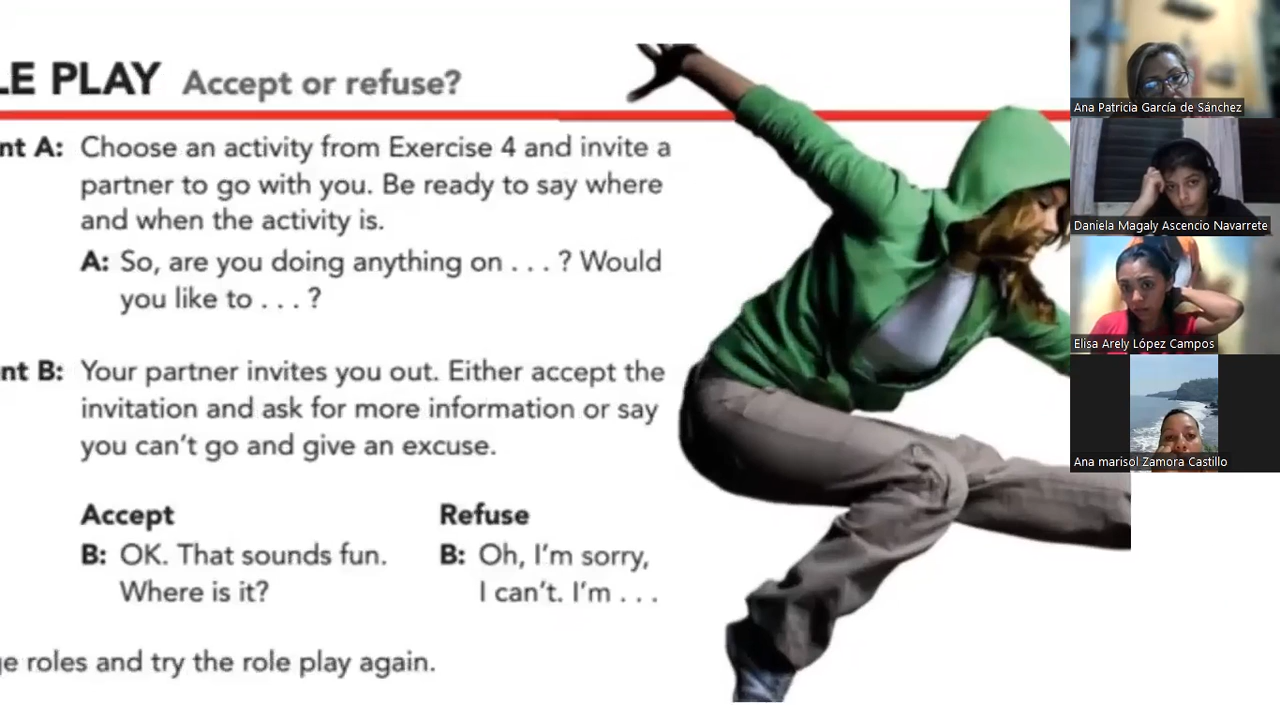 LE PLAY Accept or refuse?
nt A: Choose an activity from Exercise 4 and invite a
partner to go with you. Be ready to say where
and when the activity is.
A: So, are you doing anything on . . . ? Would
you like to . . . ?
nt B: Your partner invites you out. Either accept the
invitation and ask for more information or say
you can't go and give an excuse.
Accept
B: OK. That sounds fun.
Where is it?
Refuse
B: Oh, I'm sorry,
I can't. I'm . . .
ge roles and try the role play again.
Ana Patricia García de Sánchez
Daniela Magaly Ascencio Navarrete
Elisa Arely López Campos
Ana marisol Zamora Castillo